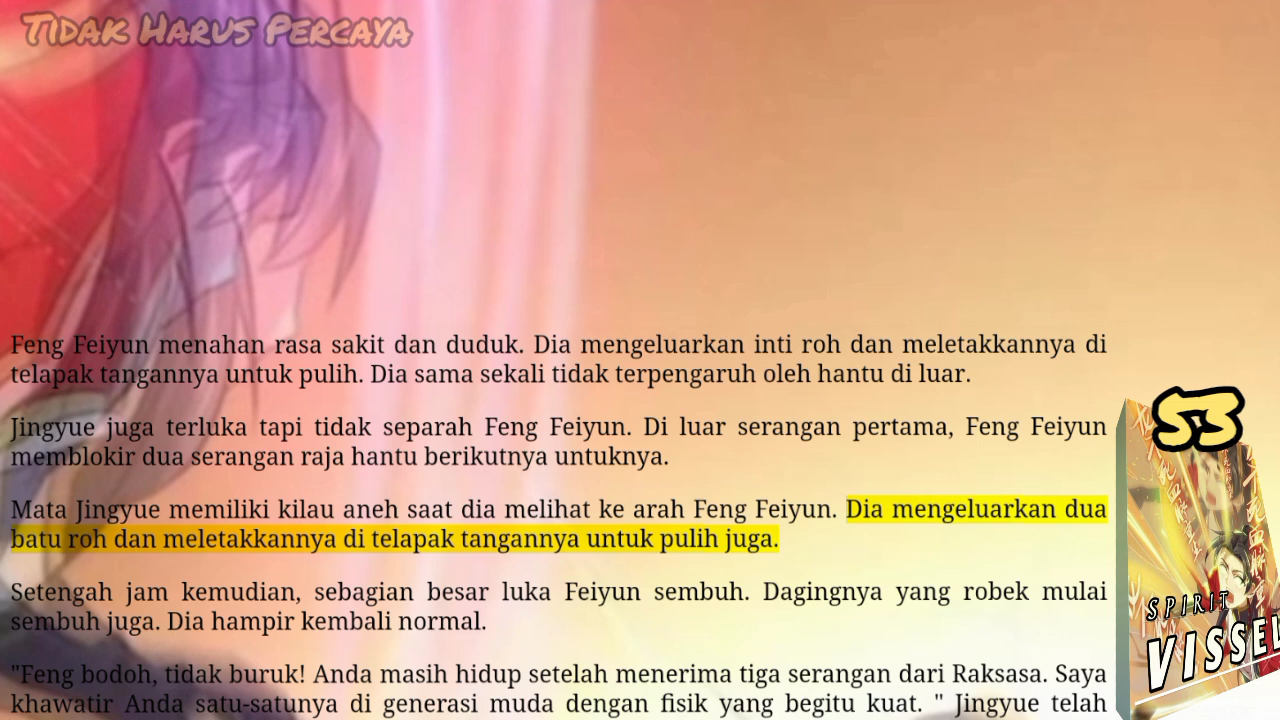 TIDAK HARUS PERCAYA
Feng Feiyun menahan rasa sakit dan duduk. Dia mengeluarkan inti roh dan meletakkannya di
telapak tangannya untuk pulih. Dia sama sekali tidak terpengaruh oleh hantu di luar.
Jingyue juga terluka tapi tidak separah Feng Feiyun. Di luar serangan pertama, Feng Feiyun
memblokir dua serangan raja hantu berikutnya untuknya.
Mata Jingyue memiliki kilau aneh saat dia melihat ke arah Feng Feiyun. Dia mengeluarkan dua
batu roh dan meletakkannya di telapak tangannya untuk pulih juga.
Setengah jam kemudian, sebagian besar luka Feiyun sembuh. Dagingnya yang robek mulai
sembuh juga. Dia hampir kembali normal.
"Feng bodoh, tidak buruk! Anda masih hidup setelah menerima tiga serangan dari Raksasa. Saya
khawatir Anda satu-satunya di generasi muda dengan fisik yang begitu kuat. " Jingyue telah
53
SPIRIT
VISSEL